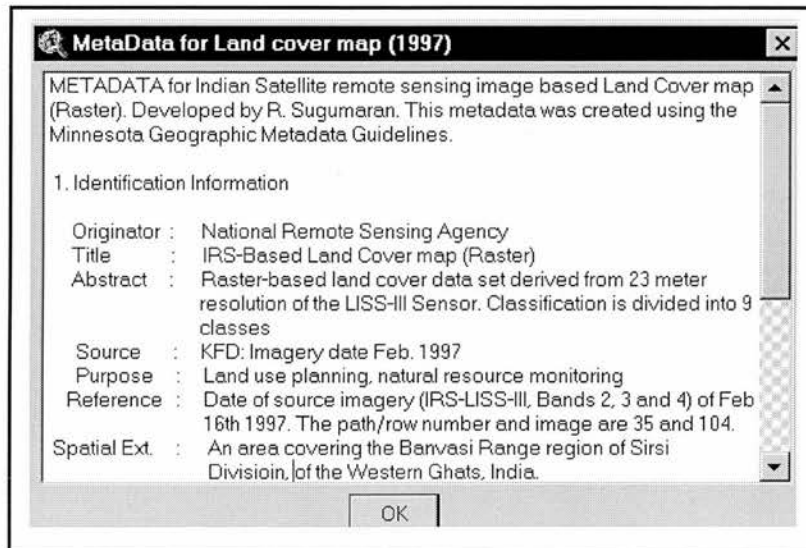 MetaData for Land cover map (1997)
METADATA for Indian Satellite remote sensing image based Land Cover map
(Raster). Developed by R. Sugumaran. This metadata was created using the
Minnesota Geographic Metadata Guidelines.
1. Identification Information
Originator : National Remote Sensing Agency
Title : IRS-Based Land Cover map (Raster)
Abstract : Raster-based land cover data set derived from 23 meter
resolution of the LISS-III Sensor. Classification is divided into 9
classes
Source : KFD: Imagery date Feb. 1997
Purpose : Land use planning, natural resource monitoring
Reference : Date of source imagery (IRS-LISS-III, Bands 2, 3 and 4) of Feb
16th 1997. The path/row number and image are 35 and 104.
Spatial Ext. : An area covering the Banvasi Range region of Sirsi
Divisioin, of the Western Ghats, India.
OK